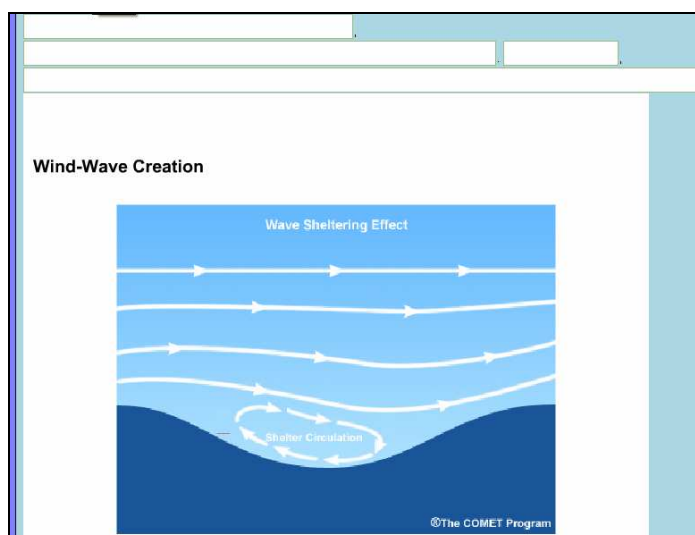 Wind-Wave Creation
Wave Sheltering Effect
Shelter Circulation
©The COMET Program